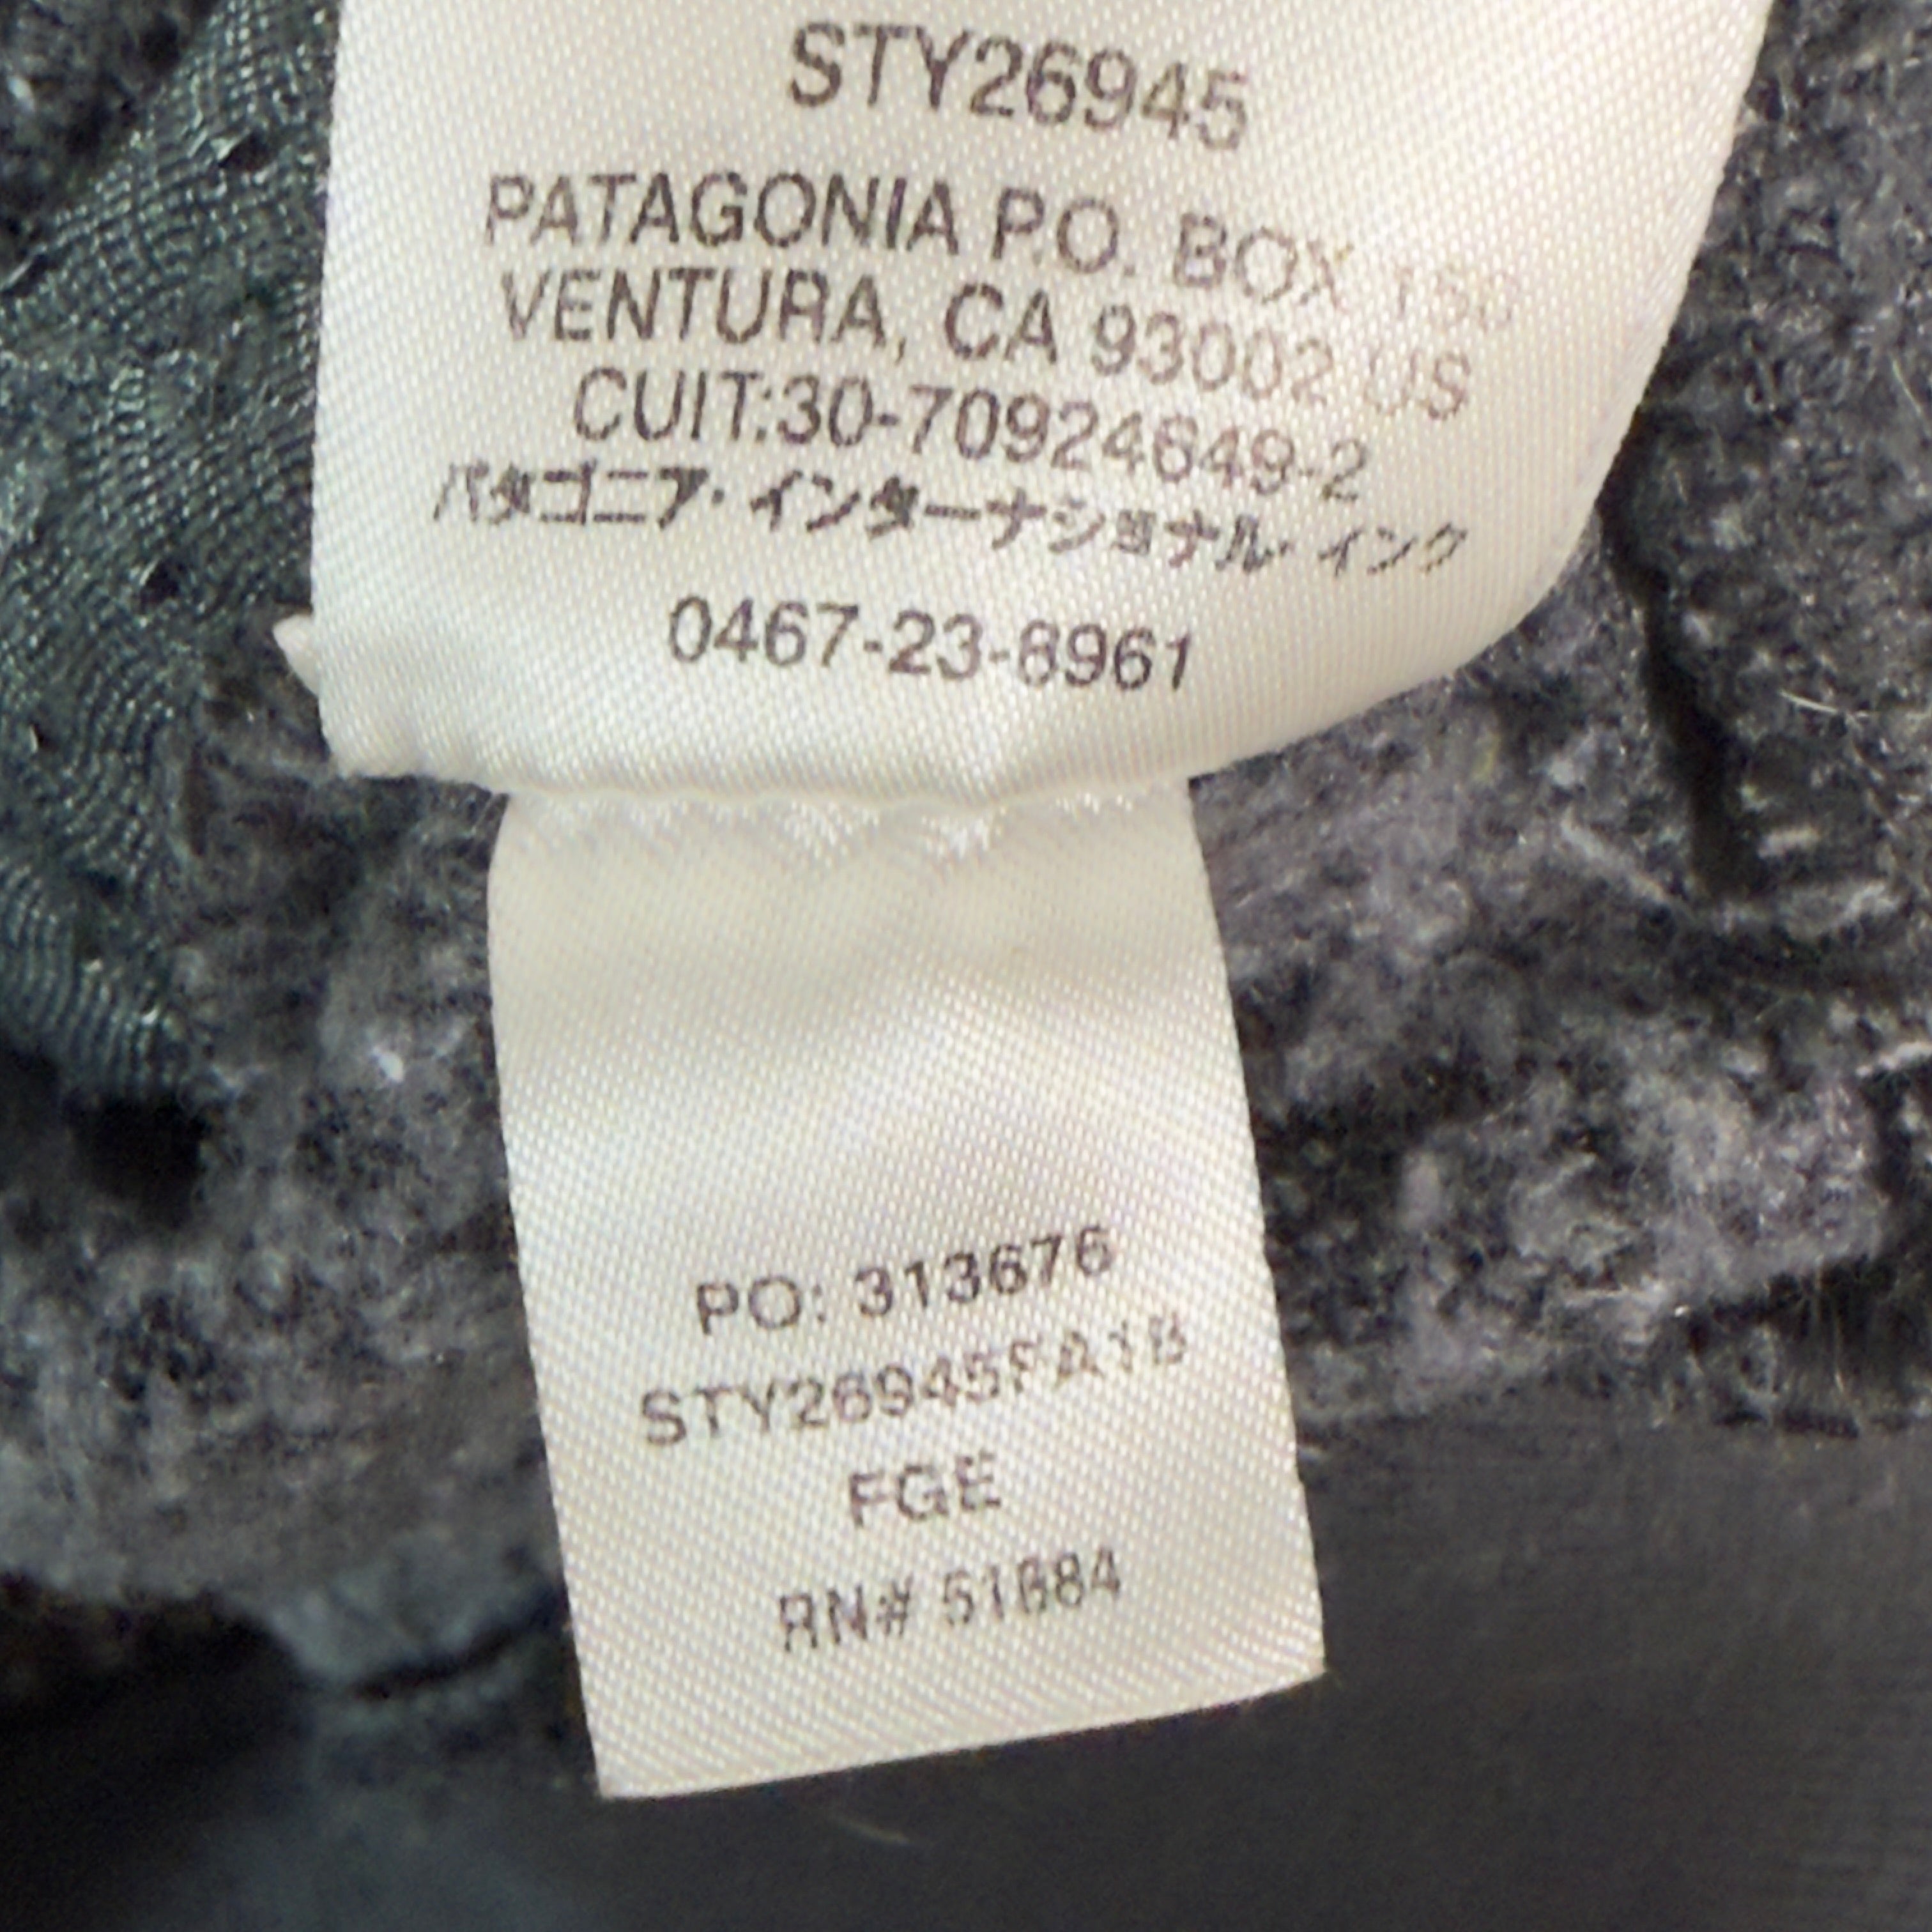 STY26945
PATAGONIA P.O. BOX 150
VENTURA, CA 93002 US
CUIT:30-70924649-2
パタゴニア・インターナショナル・インク
0467-23-8961
PO: 313676
STY26945FA18
FGE
RN# 51884